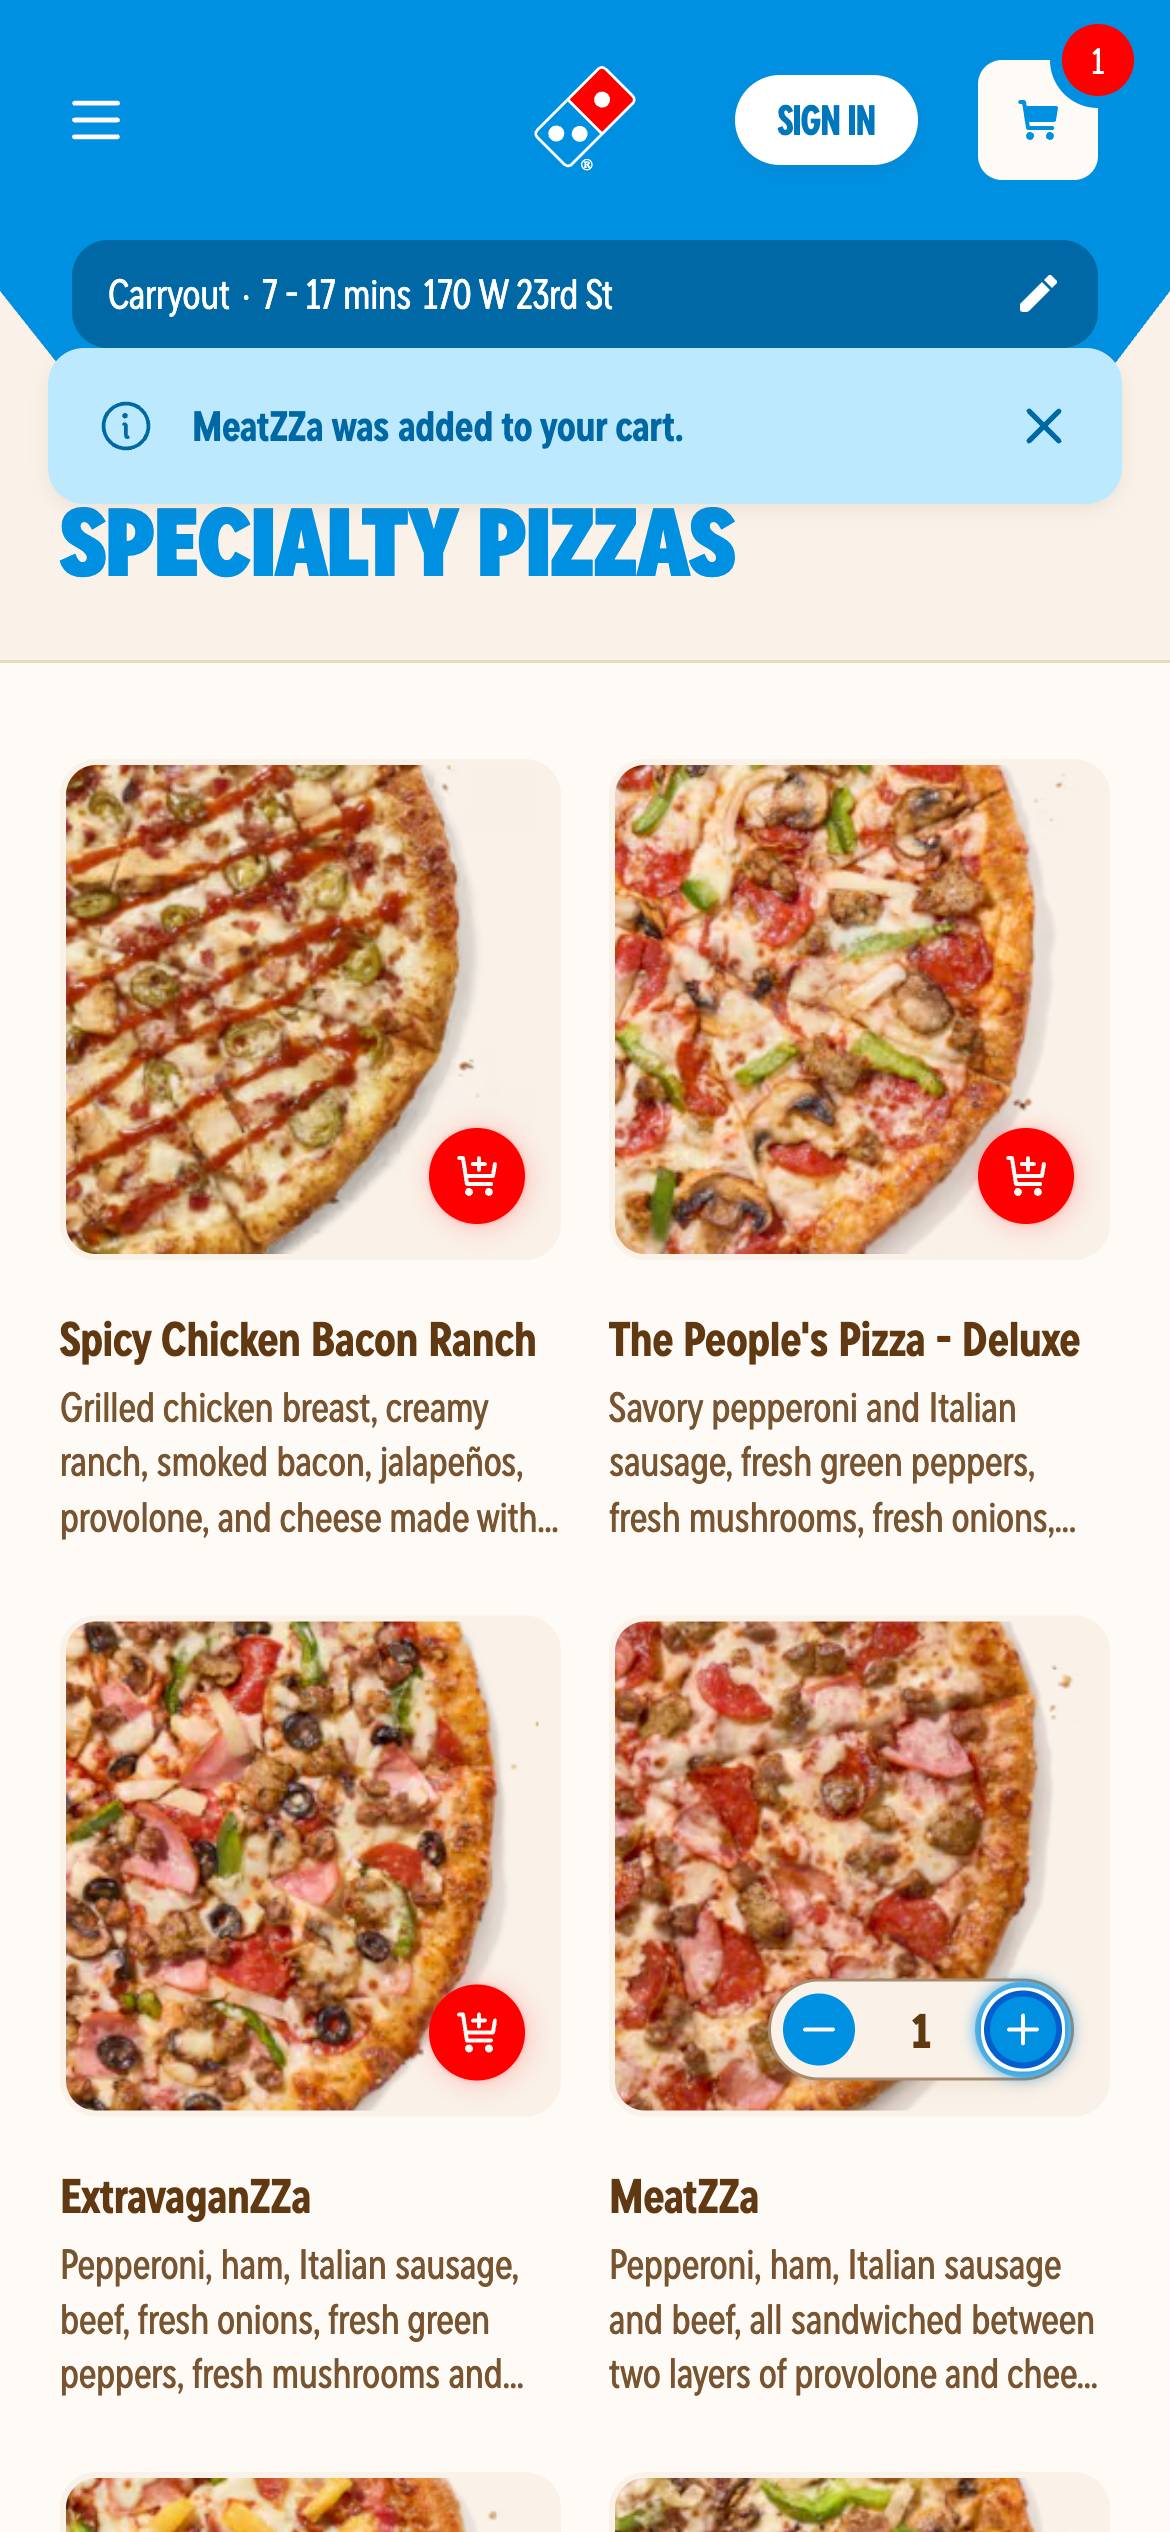 1
SIGN IN
®
Carryout · 7 - 17 mins 170 W 23rd St
MeatZZa was added to your cart.
SPECIALTY PIZZAS
Spicy Chicken Bacon Ranch
Grilled chicken breast, creamy
ranch, smoked bacon, jalapeños,
provolone, and cheese made with...
The People's Pizza - Deluxe
Savory pepperoni and Italian
sausage, fresh green peppers,
fresh mushrooms, fresh onions,...
1
ExtravaganZZa
Pepperoni, ham, Italian sausage,
beef, fresh onions, fresh green
peppers, fresh mushrooms and...
MeatZZa
Pepperoni, ham, Italian sausage
and beef, all sandwiched between
two layers of provolone and chee...